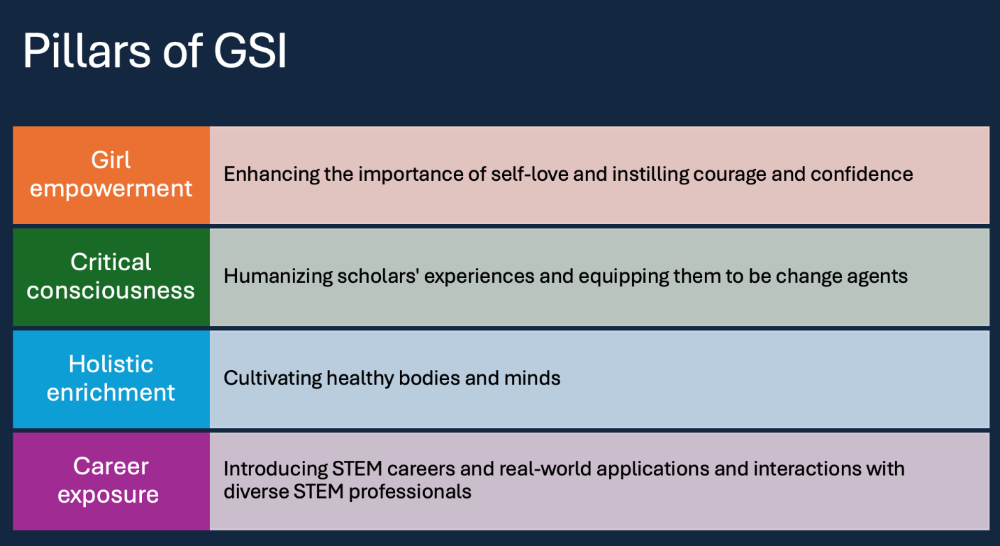 Pillars of GSI
Girl
empowerment
Enhancing the importance of self-love and instilling courage and confidence
Critical
consciousness
Humanizing scholars' experiences and equipping them to be change agents
Holistic
enrichment
Cultivating healthy bodies and minds
Career
exposure
Introducing STEM careers and real-world applications and interactions with
diverse STEM professionals